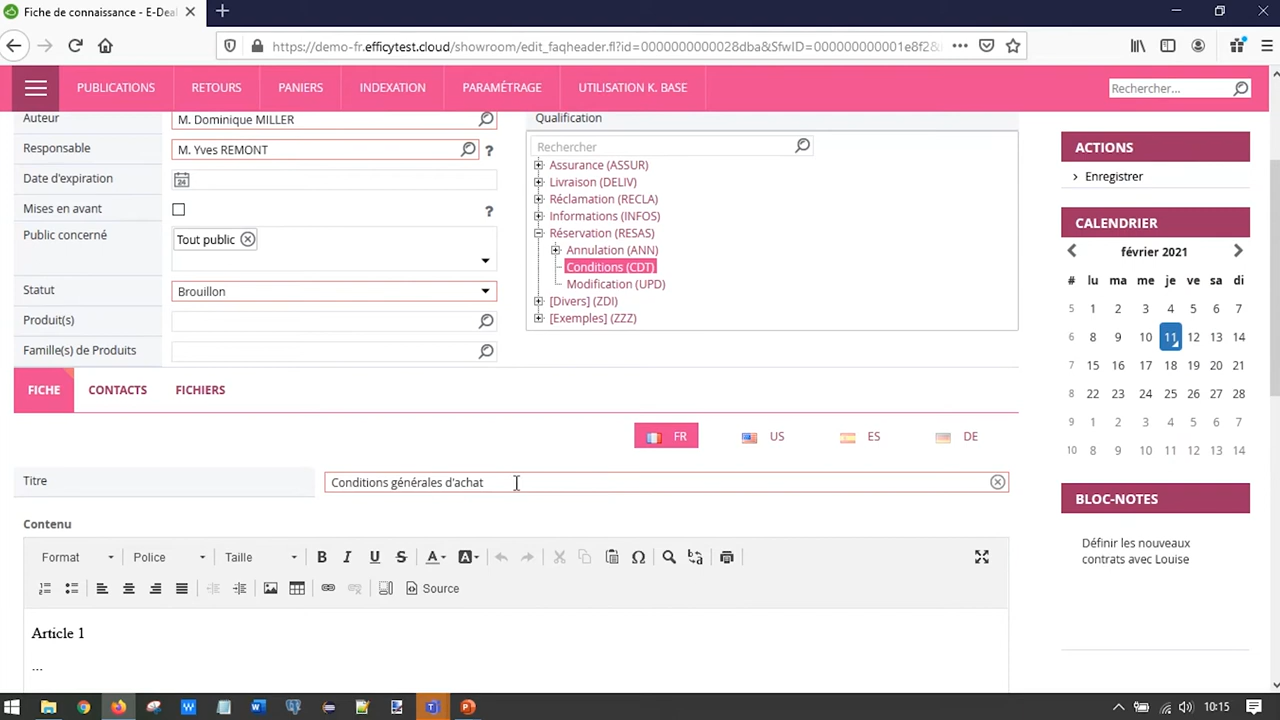 Fiche de connaissance - E-Deal
https://demo-fr.efficytest.cloud/showroom/edit_faqheader.fl?id=0000000000028dba&SfwID=000000000001e8f2&
PUBLICATIONS RETOURS PANIERS INDEXATION PARAMÉTRAGE UTILISATION K. BASE Rechercher...
Auteur M. Dominique MILLER
Responsable M. Yves REMONT ?
Date d'expiration 24
Mises en avant ?
Public concerné Tout public
Statut Brouillon
Produit(s)
Famille(s) de Produits
Qualification
Rechercher
Assurance (ASSUR)
Livraison (DELIV)
Réclamation (RECLA)
Informations (INFOS)
Réservation (RESAS)
Annulation (ANN)
Conditions (CDT)
Modification (UPD)
[Divers] (ZDI)
[Exemples] (ZZZ)
ACTIONS
Enregistrer
CALENDRIER
février 2021
# lu ma me je ve sa di
5 1 2 3 4 5 6 7
6 8 9 10 11 12 13 14
7 15 16 17 18 19 20 21
8 22 23 24 25 26 27 28
9 1 2 3 4 5 6 7
10 8 9 10 11 12 13 14
BLOC-NOTES
Définir les nouveaux
contrats avec Louise
FICHE CONTACTS FICHIERS
FR US ES DE
Titre Conditions générales d'achat
Contenu
Format Police Taille B I U S A A
Source
Article 1
...
10:15